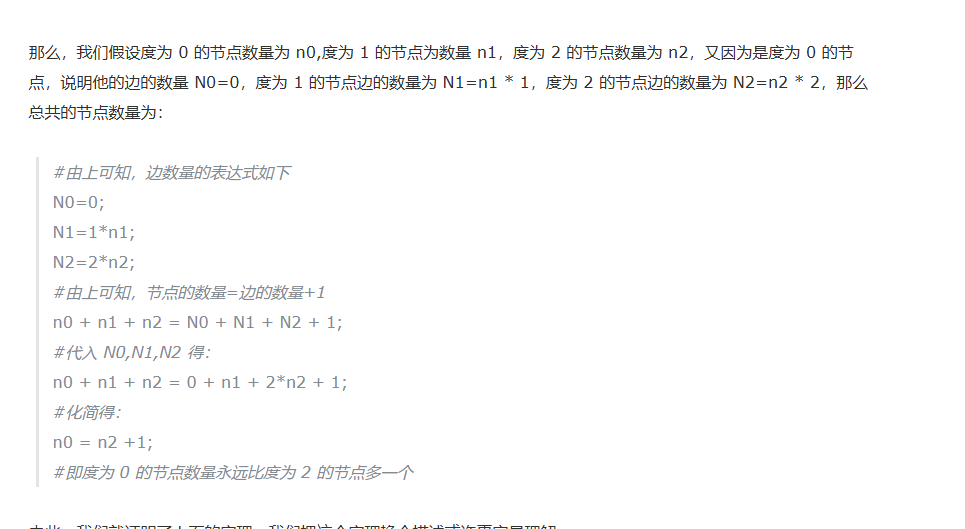 那么，我们假设度为 0 的节点数量为 n0,度为 1 的节点为数量 n1，度为 2 的节点数量为 n2，又因为是度为 0 的节
点，说明他的边的数量 N0=0，度为 1 的节点边的数量为 N1=n1 * 1，度为 2 的节点边的数量为 N2=n2 * 2，那么
总共的节点数量为：
#由上可知，边数量的表达式如下
N0=0;
N1=1*n1;
N2=2*n2;
#由上可知，节点的数量=边的数量+1
n0 + n1 + n2 = N0 + N1 + N2 + 1;
#代入 N0,N1,N2 得：
n0 + n1 + n2 = 0 + n1 + 2*n2 + 1;
#化简得：
n0 = n2 +1;
#即度为 0 的节点数量永远比度为 2 的节点多一个